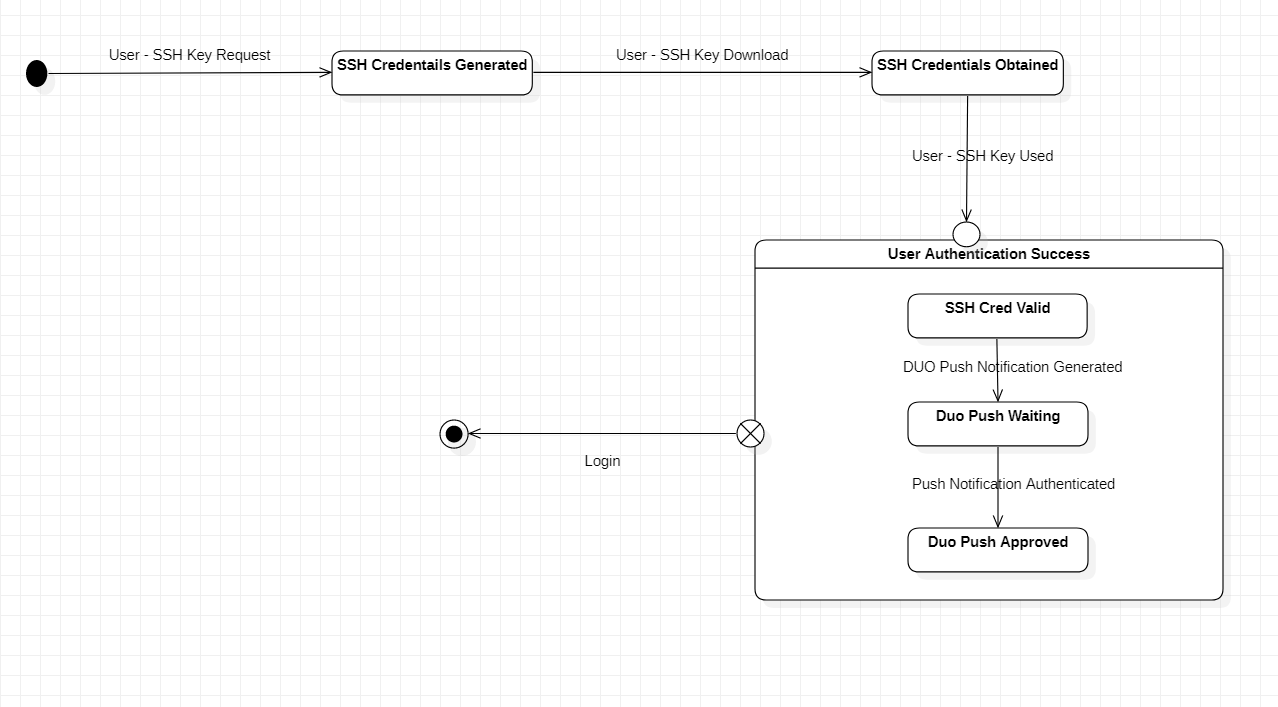 User - SSH Key Request
SSH Credentails Generated
User - SSH Key Download
SSH Credentials Obtained
User - SSH Key Used
User Authentication Success
SSH Cred Valid
DUO Push Notification Generated
Duo Push Waiting
Login
Push Notification Authenticated
Duo Push Approved